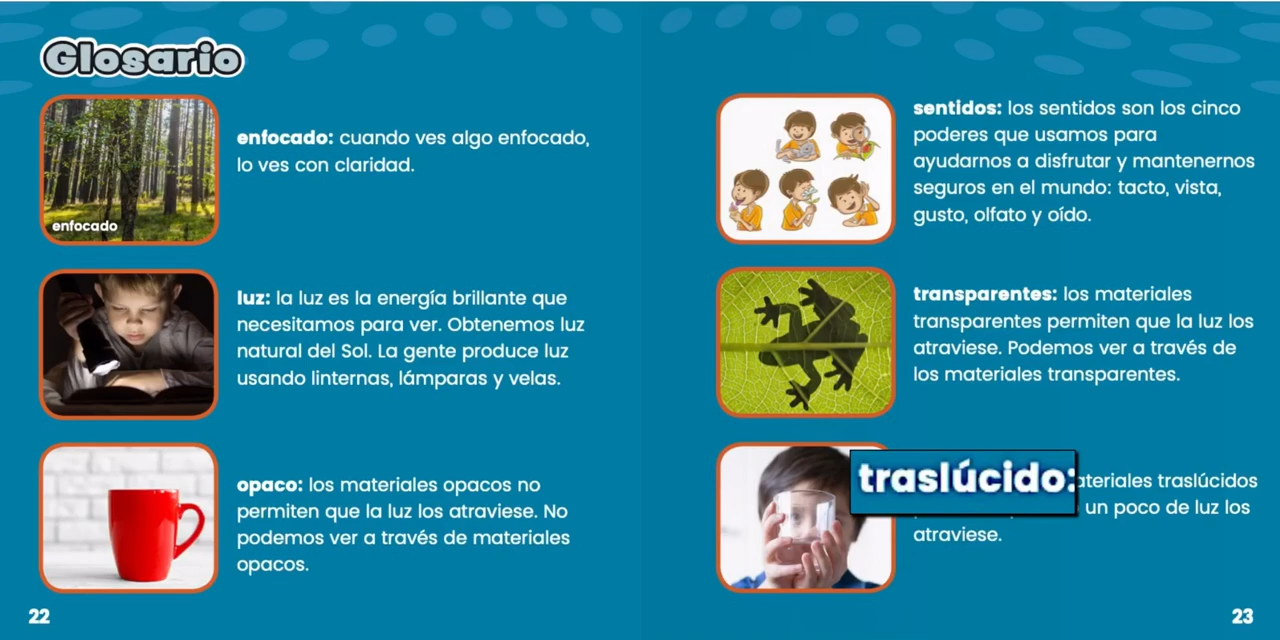 Glosario
enfocado
enfocado: cuando ves algo enfocado,
lo ves con claridad.
luz: la luz es la energía brillante que
necesitamos para ver. Obtenemos luz
natural del Sol. La gente produce luz
usando linternas, lámparas y velas.
opaco: los materiales opacos no
permiten que la luz los atraviese. No
podemos ver a través de materiales
opacos.
22
sentidos: los sentidos son los cinco
poderes que usamos para
ayudarnos a disfrutar y mantenernos
seguros en el mundo: tacto, vista,
gusto, olfato y oído.
transparentes: los materiales
transparentes permiten que la luz los
atraviese. Podemos ver a través de
los materiales transparentes.
traslúcido: traslúcidos
un poco de luz los
atraviese.
23